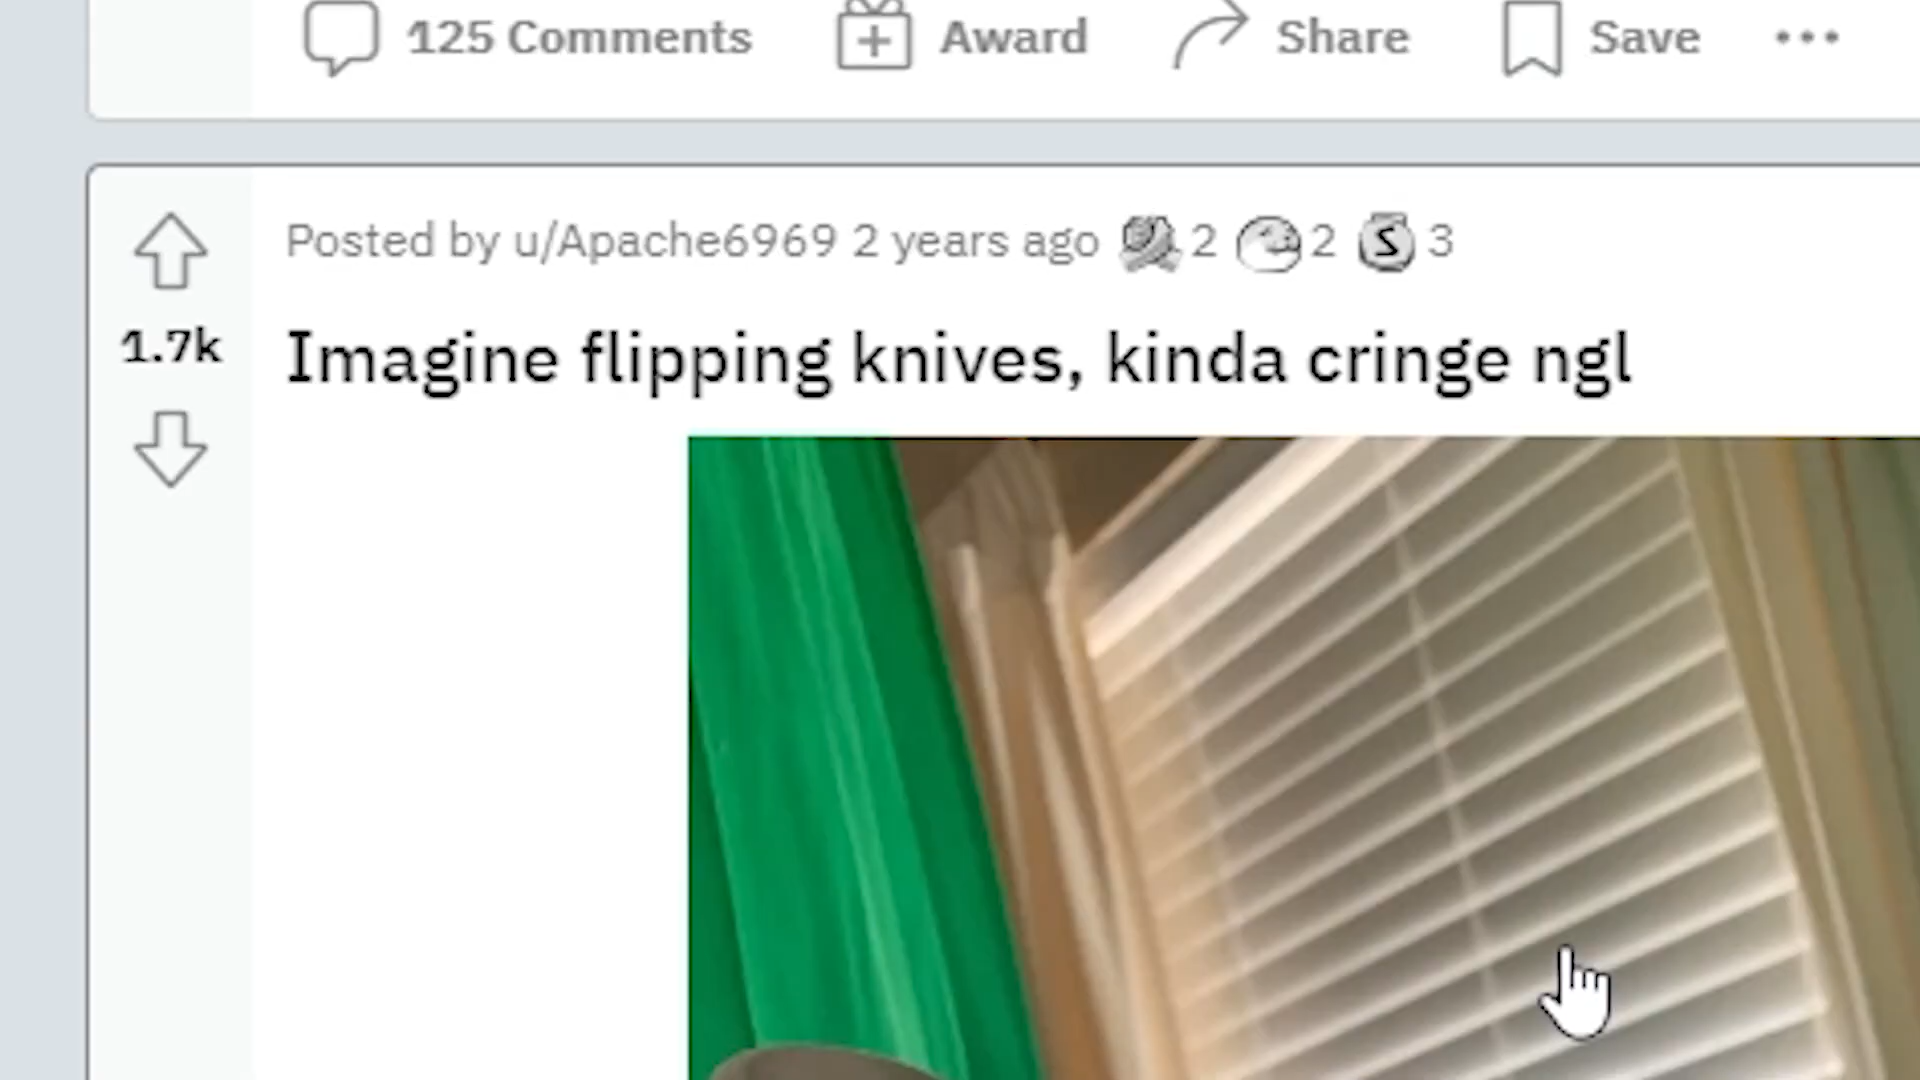 125 Comments Award Share Save
Posted by u/Apache6969 2 years ago 2 2 S 3
1.7k
Imagine flipping knives, kinda cringe ngl